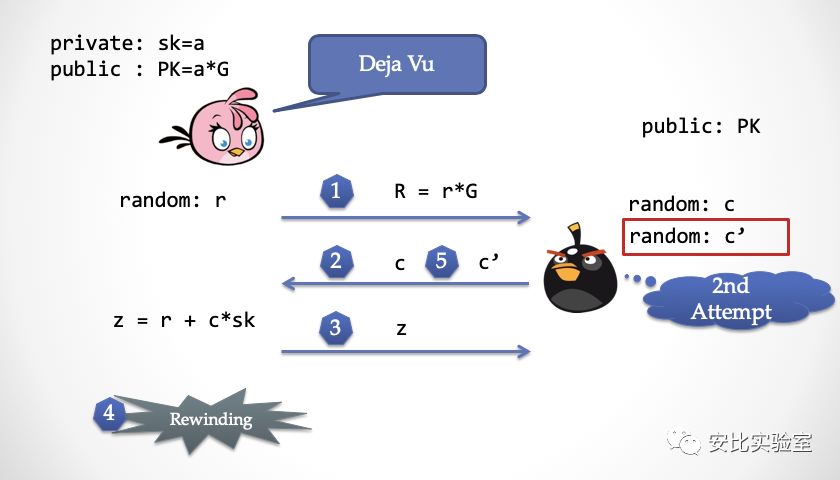 private: sk=a
public : PK=a*G
Deja Vu
public: PK
random: r
1
R = r*G
random: c
random: c’
2
c
5
c’
2nd
Attempt
z = r + c*sk
3
z
4
Rewinding
安比实验室